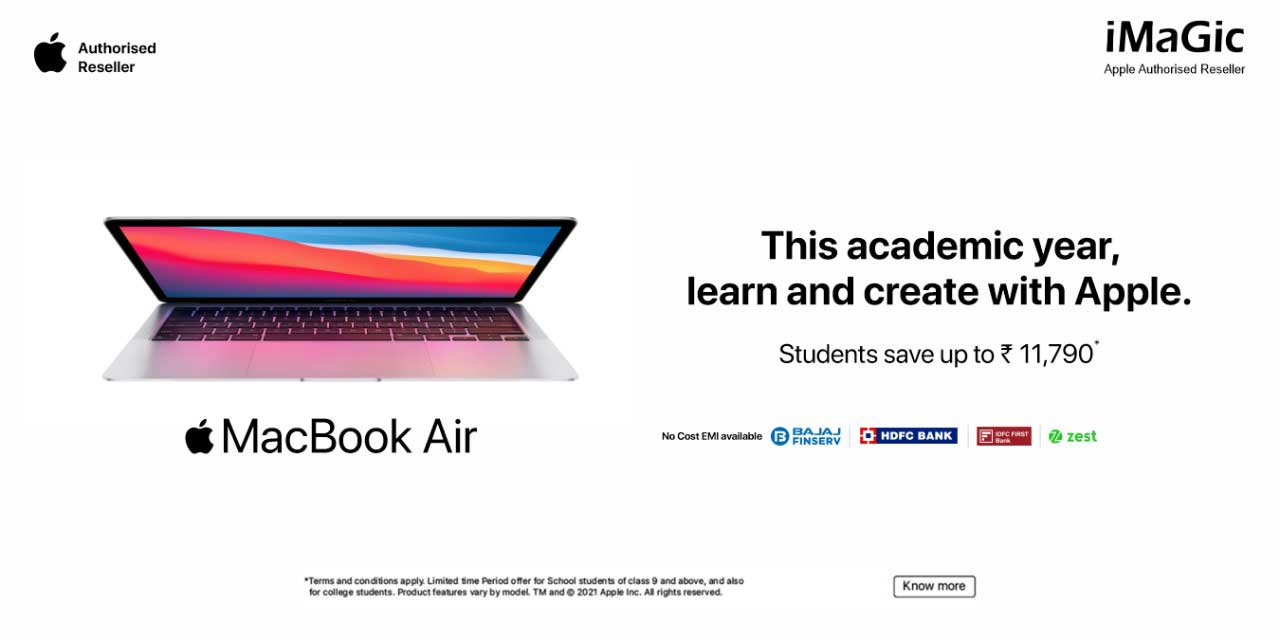 Authorised
Reseller
iMaGic
Apple Authorised Reseller
This academic year,
learn and create with Apple.
Students save up to ₹ 11,790*
MacBook Air
No Cost EMI available
BAJAJ
FINSERV
HDFC BANK
IDFC FIRST
Bank
zest
*Terms and conditions apply. Limited time Period offer for School students of class 9 and above, and also
for college students. Product features vary by model. TM and © 2021 Apple Inc. All rights reserved.
Know more